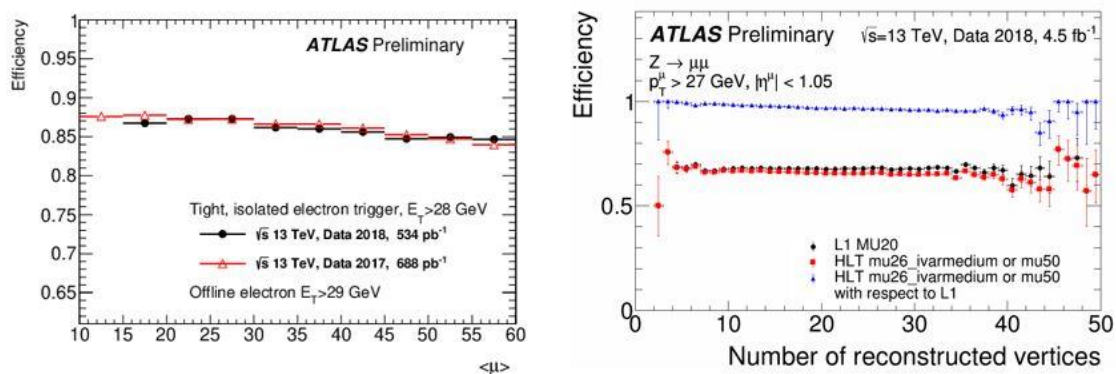 Efficiency
1
0.95
0.9
0.85
0.8
0.75
0.7
0.65
ATLAS Preliminary
Tight, isolated electron trigger, E_T>28 GeV
√s 13 TeV, Data 2018, 534 pb⁻¹
√s 13 TeV, Data 2017, 688 pb⁻¹
Offline electron E_T>29 GeV
10 15 20 25 30 35 40 45 50 55 60
<μ>
Efficiency
ATLAS Preliminary √s=13 TeV, Data 2018, 4.5 fb⁻¹
Z → μμ
p_T^μ > 27 GeV, |η^μ| < 1.05
1
0.5
0
L1 MU20
HLT mu26_ivarmedium or mu50
HLT mu26_ivarmedium or mu50
with respect to L1
0 10 20 30 40 50
Number of reconstructed vertices